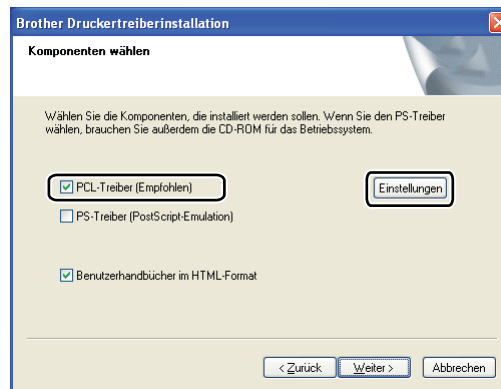 Brother Druckertreiberinstallation
Komponenten wählen
Wählen Sie die Komponenten, die installiert werden sollen. Wenn Sie den PS-Treiber
wählen, brauchen Sie außerdem die CD-ROM für das Betriebssystem.
PCL-Treiber (Empfohlen)
Einstellungen
PS-Treiber (PostScript-Emulation)
Benutzerhandbücher im HTML-Format
< Zurück
Weiter >
Abbrechen